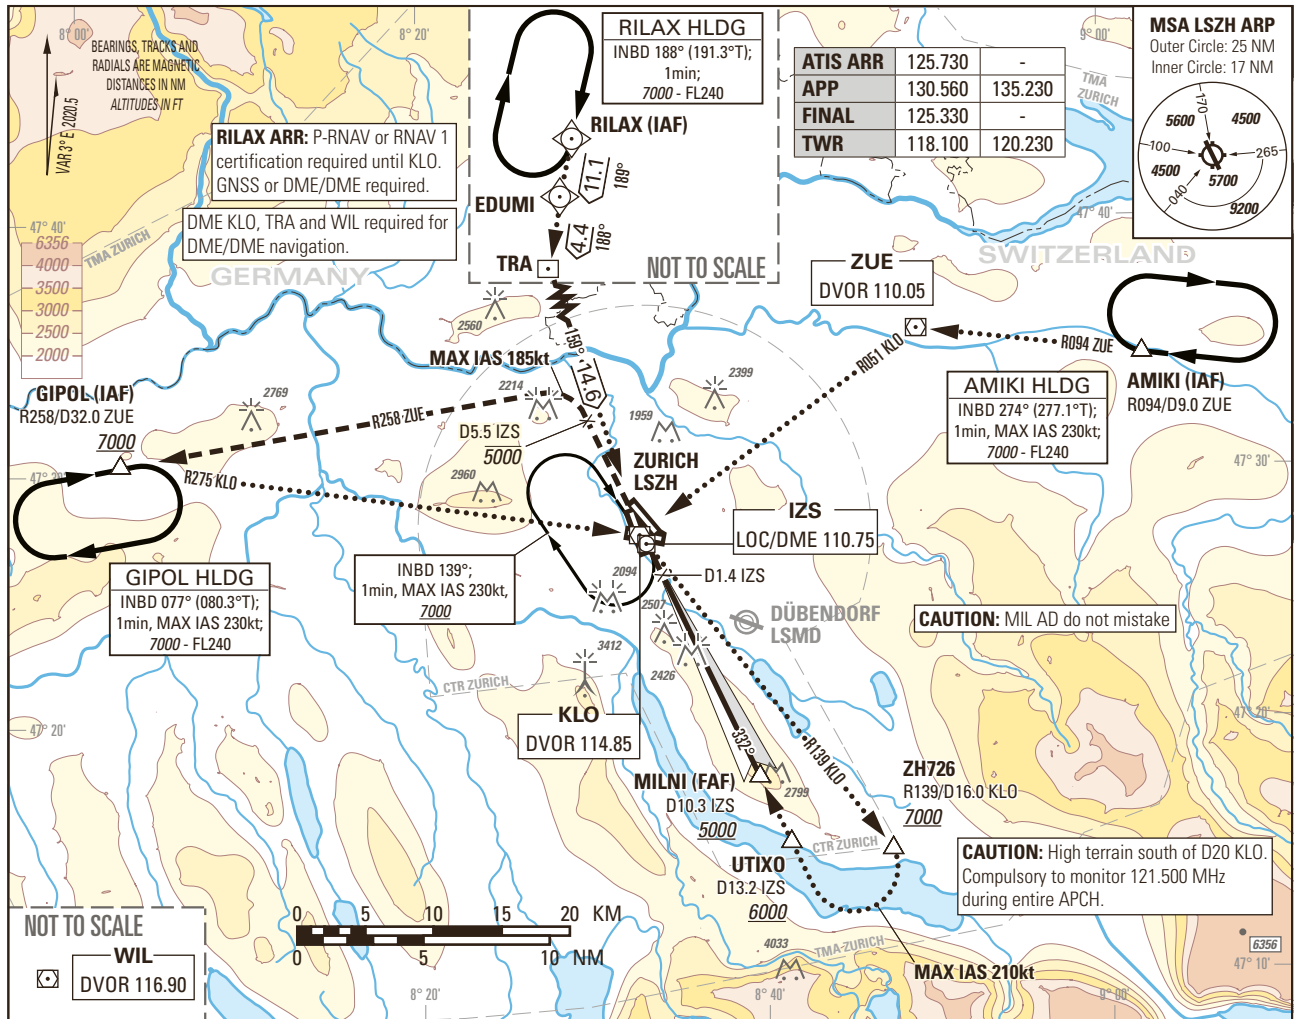 8° 00'
8° 20'
9° 00'
VAR 3° E 2020.5
BEARINGS, TRACKS AND
RADIALS ARE MAGNETIC
DISTANCES IN NM
ALTITUDES IN FT
RILAX HLDG
INBD 188° (191.3°T);
1min;
7000 - FL240
ATIS ARR 125.730 -
APP 130.560 135.230
FINAL 125.330 -
TWR 118.100 120.230
TMA
ZURICH
MSA LSZH ARP
Outer Circle: 25 NM
Inner Circle: 17 NM
170
5600
4500
100
265
4500
5700
040
9200
RILAX ARR: P-RNAV or RNAV 1
certification required until KLO.
GNSS or DME/DME required.
DME KLO, TRA and WIL required for
DME/DME navigation.
RILAX (IAF)
11.1
189°
EDUMI
4.4
188°
TRA
NOT TO SCALE
47° 40'
47° 40'
TMA ZURICH
GERMANY
SWITZERLAND
6356
4000
3500
3000
2500
2000
ZUE
DVOR 110.05
R094 ZUE
R051 KLO
AMIKI (IAF)
R094/D9.0 ZUE
AMIKI HLDG
INBD 274° (277.1°T);
1min, MAX IAS 230kt;
7000 - FL240
2560
159°
14.6
MAX IAS 185kt
2214
2399
1959
2769
GIPOL (IAF)
R258/D32.0 ZUE
7000
R258 ZUE
R275 KLO
D5.5 IZS
5000
2960
ZURICH
LSZH
47° 30'
47° 30'
IZS
LOC/DME 110.75
GIPOL HLDG
INBD 077° (080.3°T);
1min, MAX IAS 230kt;
7000 - FL240
INBD 139°;
1min, MAX IAS 230kt,
7000
2094
D1.4 IZS
2507
DÜBENDORF
LSMD
CAUTION: MIL AD do not mistake
3412
2426
CTR ZURICH
KLO
DVOR 114.85
332°
R139 KLO
47° 20'
47° 20'
MILNI (FAF)
D10.3 IZS
5000
2799
ZH726
R139/D16.0 KLO
7000
CTR ZURICH
UTIXO
D13.2 IZS
6000
CAUTION: High terrain south of D20 KLO.
Compulsory to monitor 121.500 MHz
during entire APCH.
NOT TO SCALE
WIL
DVOR 116.90
0 5 10 15 20 KM
0 5 10 NM
4033
TMA ZURICH
MAX IAS 210kt
6356
47° 10'
8° 20'
8° 40'
9° 00'